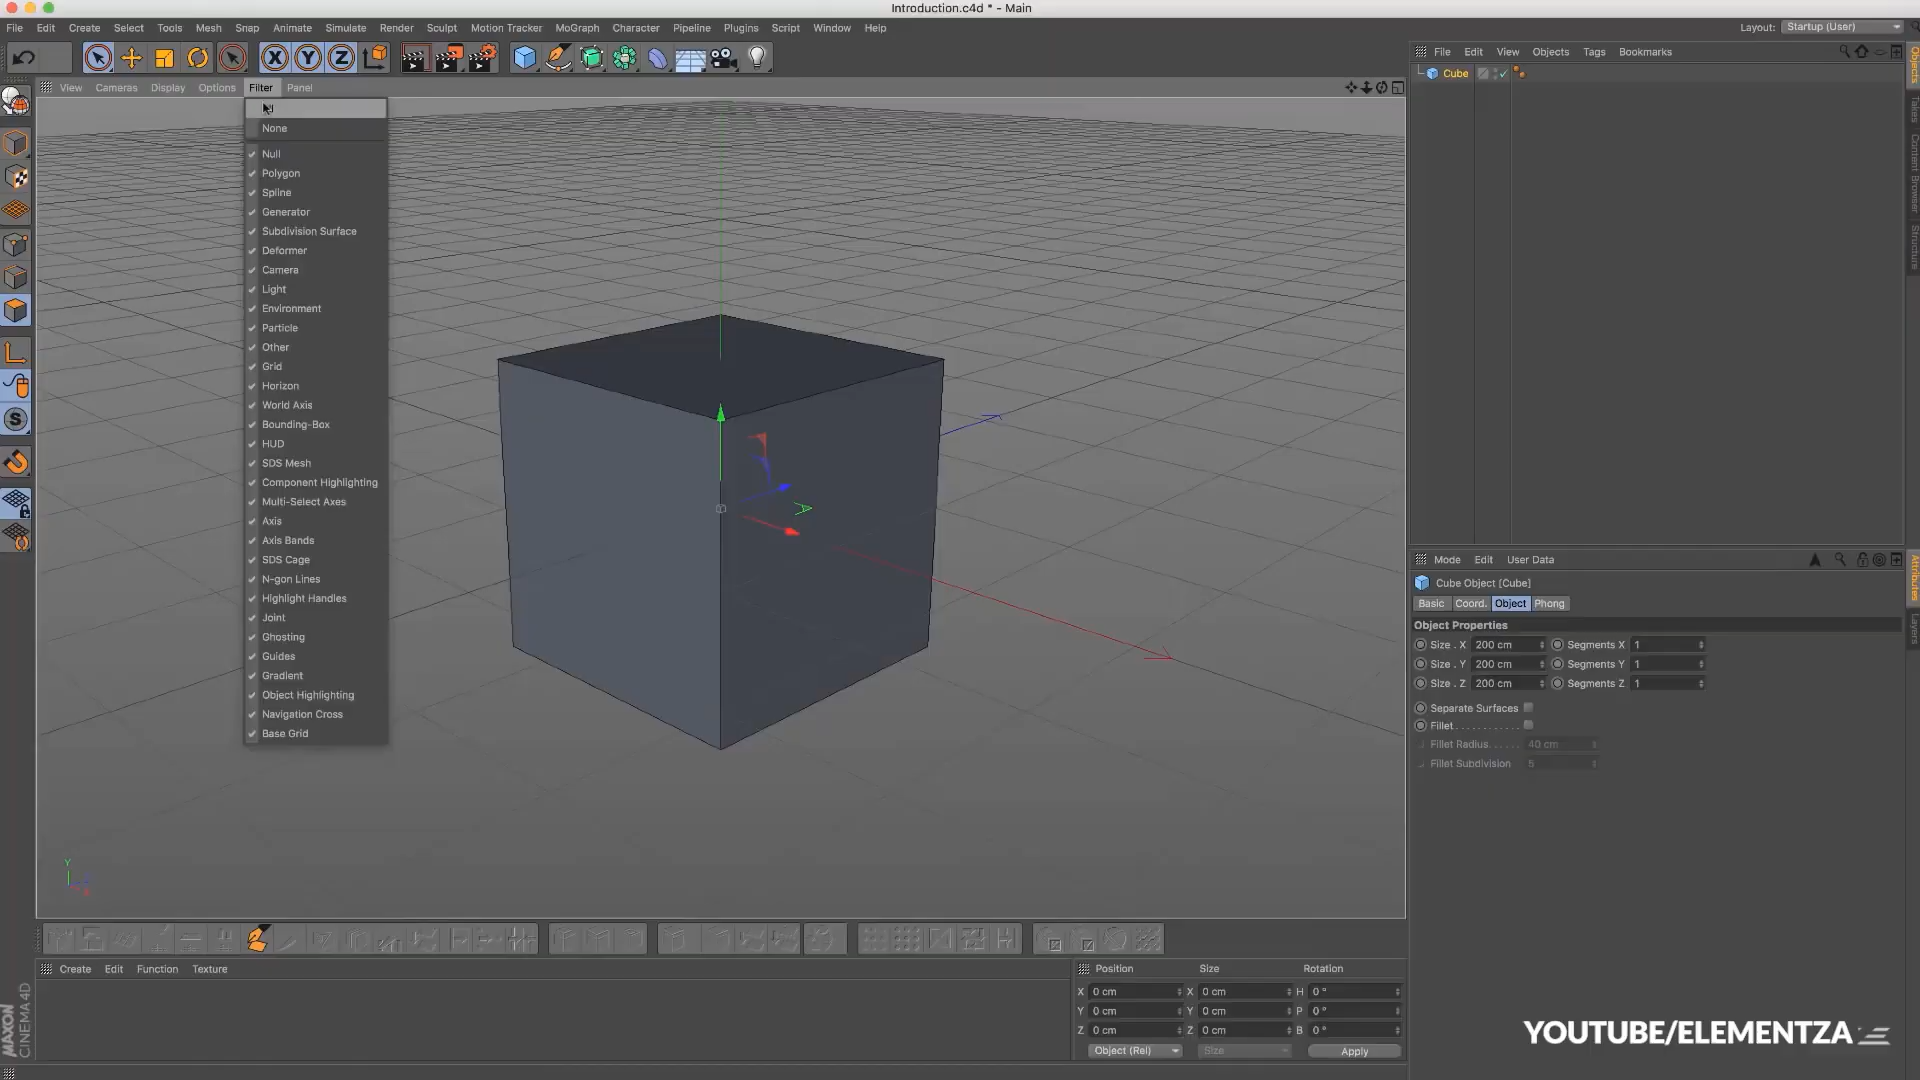 Introduction.c4d * - Main
File Edit Create Select Tools Mesh Snap Animate Simulate Render Sculpt Motion Tracker MoGraph Character Pipeline Plugins Script Window Help
Layout: Startup (User)
X Y Z
File Edit View Objects Tags Bookmarks
Cube
View Cameras Display Options Filter Panel
None
Null
Polygon
Spline
Generator
Subdivision Surface
Deformer
Camera
Light
Environment
Particle
Other
Grid
Horizon
World Axis
Bounding-Box
HUD
SDS Mesh
Component Highlighting
Multi-Select Axes
Axis
Axis Bands
SDS Cage
N-gon Lines
Highlight Handles
Joint
Ghosting
Guides
Gradient
Object Highlighting
Navigation Cross
Base Grid
Y
Objects
Takes
Content Browser
Structure
Mode Edit User Data
Cube Object [Cube]
Basic Coord. Object Phong
Object Properties
Size . X 200 cm Segments X 1
Size . Y 200 cm Segments Y 1
Size . Z 200 cm Segments Z 1
Separate Surfaces
Fillet . . . . . . . . . . .
Fillet Radius. . . . . . 40 cm
Fillet Subdivision 5
Attributes
Layers
Create Edit Function Texture
Position Size Rotation
X 0 cm X 0 cm H 0 °
Y 0 cm Y 0 cm P 0 °
Z 0 cm Z 0 cm B 0 °
Object (Rel) Size Apply
MAXON
CINEMA 4D
YOUTUBE/ELEMENTZA